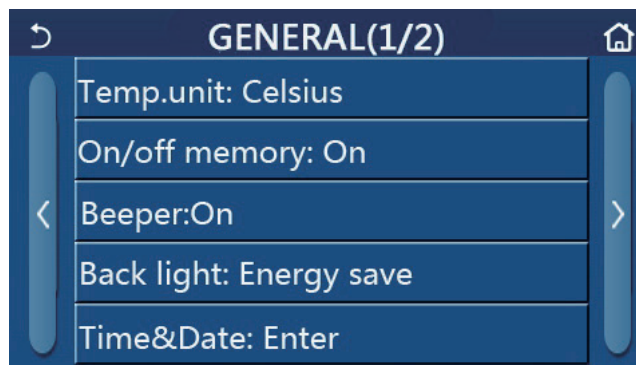 GENERAL(1/2)
Temp.unit: Celsius
On/off memory: On
Beeper:On
Back light: Energy save
Time&Date: Enter